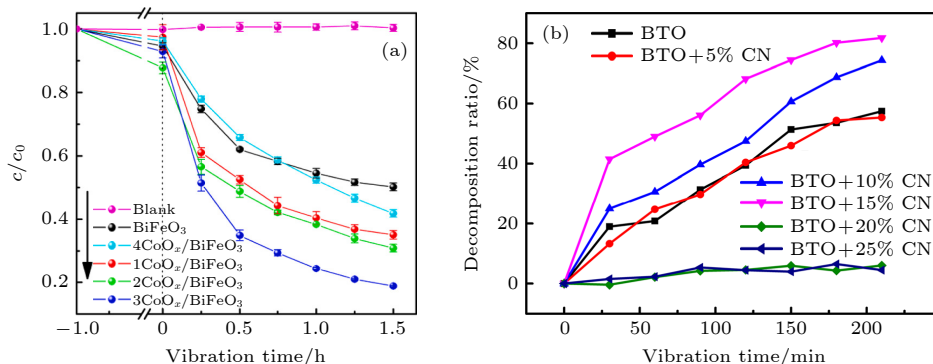 (a)
1.0
0.8
0.6
0.4
0.2
c/c₀
Blank
BiFeO₃
4CoOₓ/BiFeO₃
1CoOₓ/BiFeO₃
2CoOₓ/BiFeO₃
3CoOₓ/BiFeO₃
−1.0 0 0.5 1.0 1.5
Vibration time/h
(b)
BTO
BTO+5% CN
80
60
40
20
0
Decomposition ratio/%
BTO+10% CN
BTO+15% CN
BTO+20% CN
BTO+25% CN
0 50 100 150 200
Vibration time/min